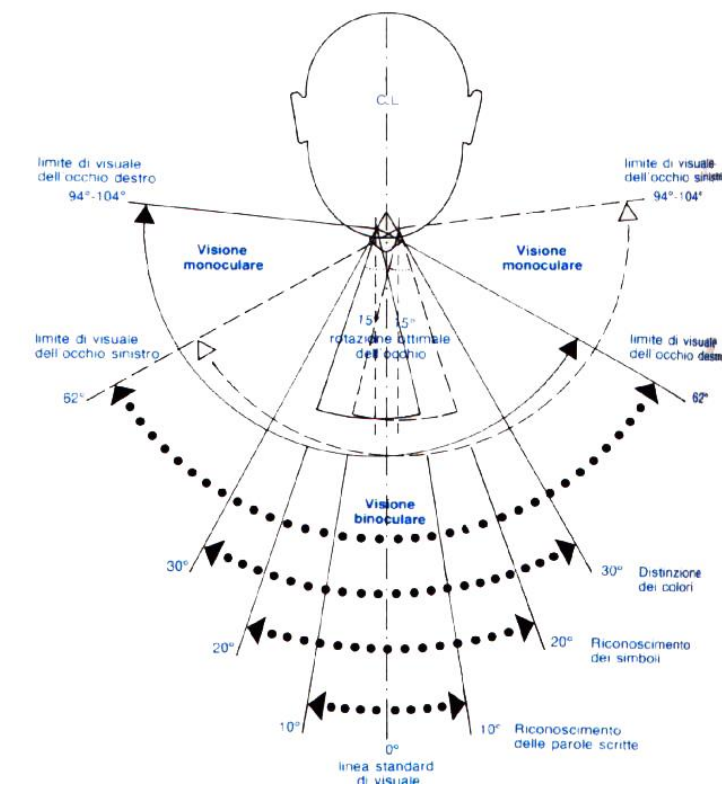 C.L
limite di visuale
dell'occhio destro
94°-104°
limite di visuale
dell'occhio sinistro
94°-104°
Visione
monoculare
Visione
monoculare
15°
15°
rotazione ottimale
dell'occhio
limite di visuale
dell'occhio sinistro
62°
limite di visuale
dell'occhio destro
62°
Visione
binoculare
30°
30°
Distinzione
dei colori
20°
20°
Riconoscimento
dei simboli
10°
10°
Riconoscimento
delle parole scritte
0°
linea standard
di visuale